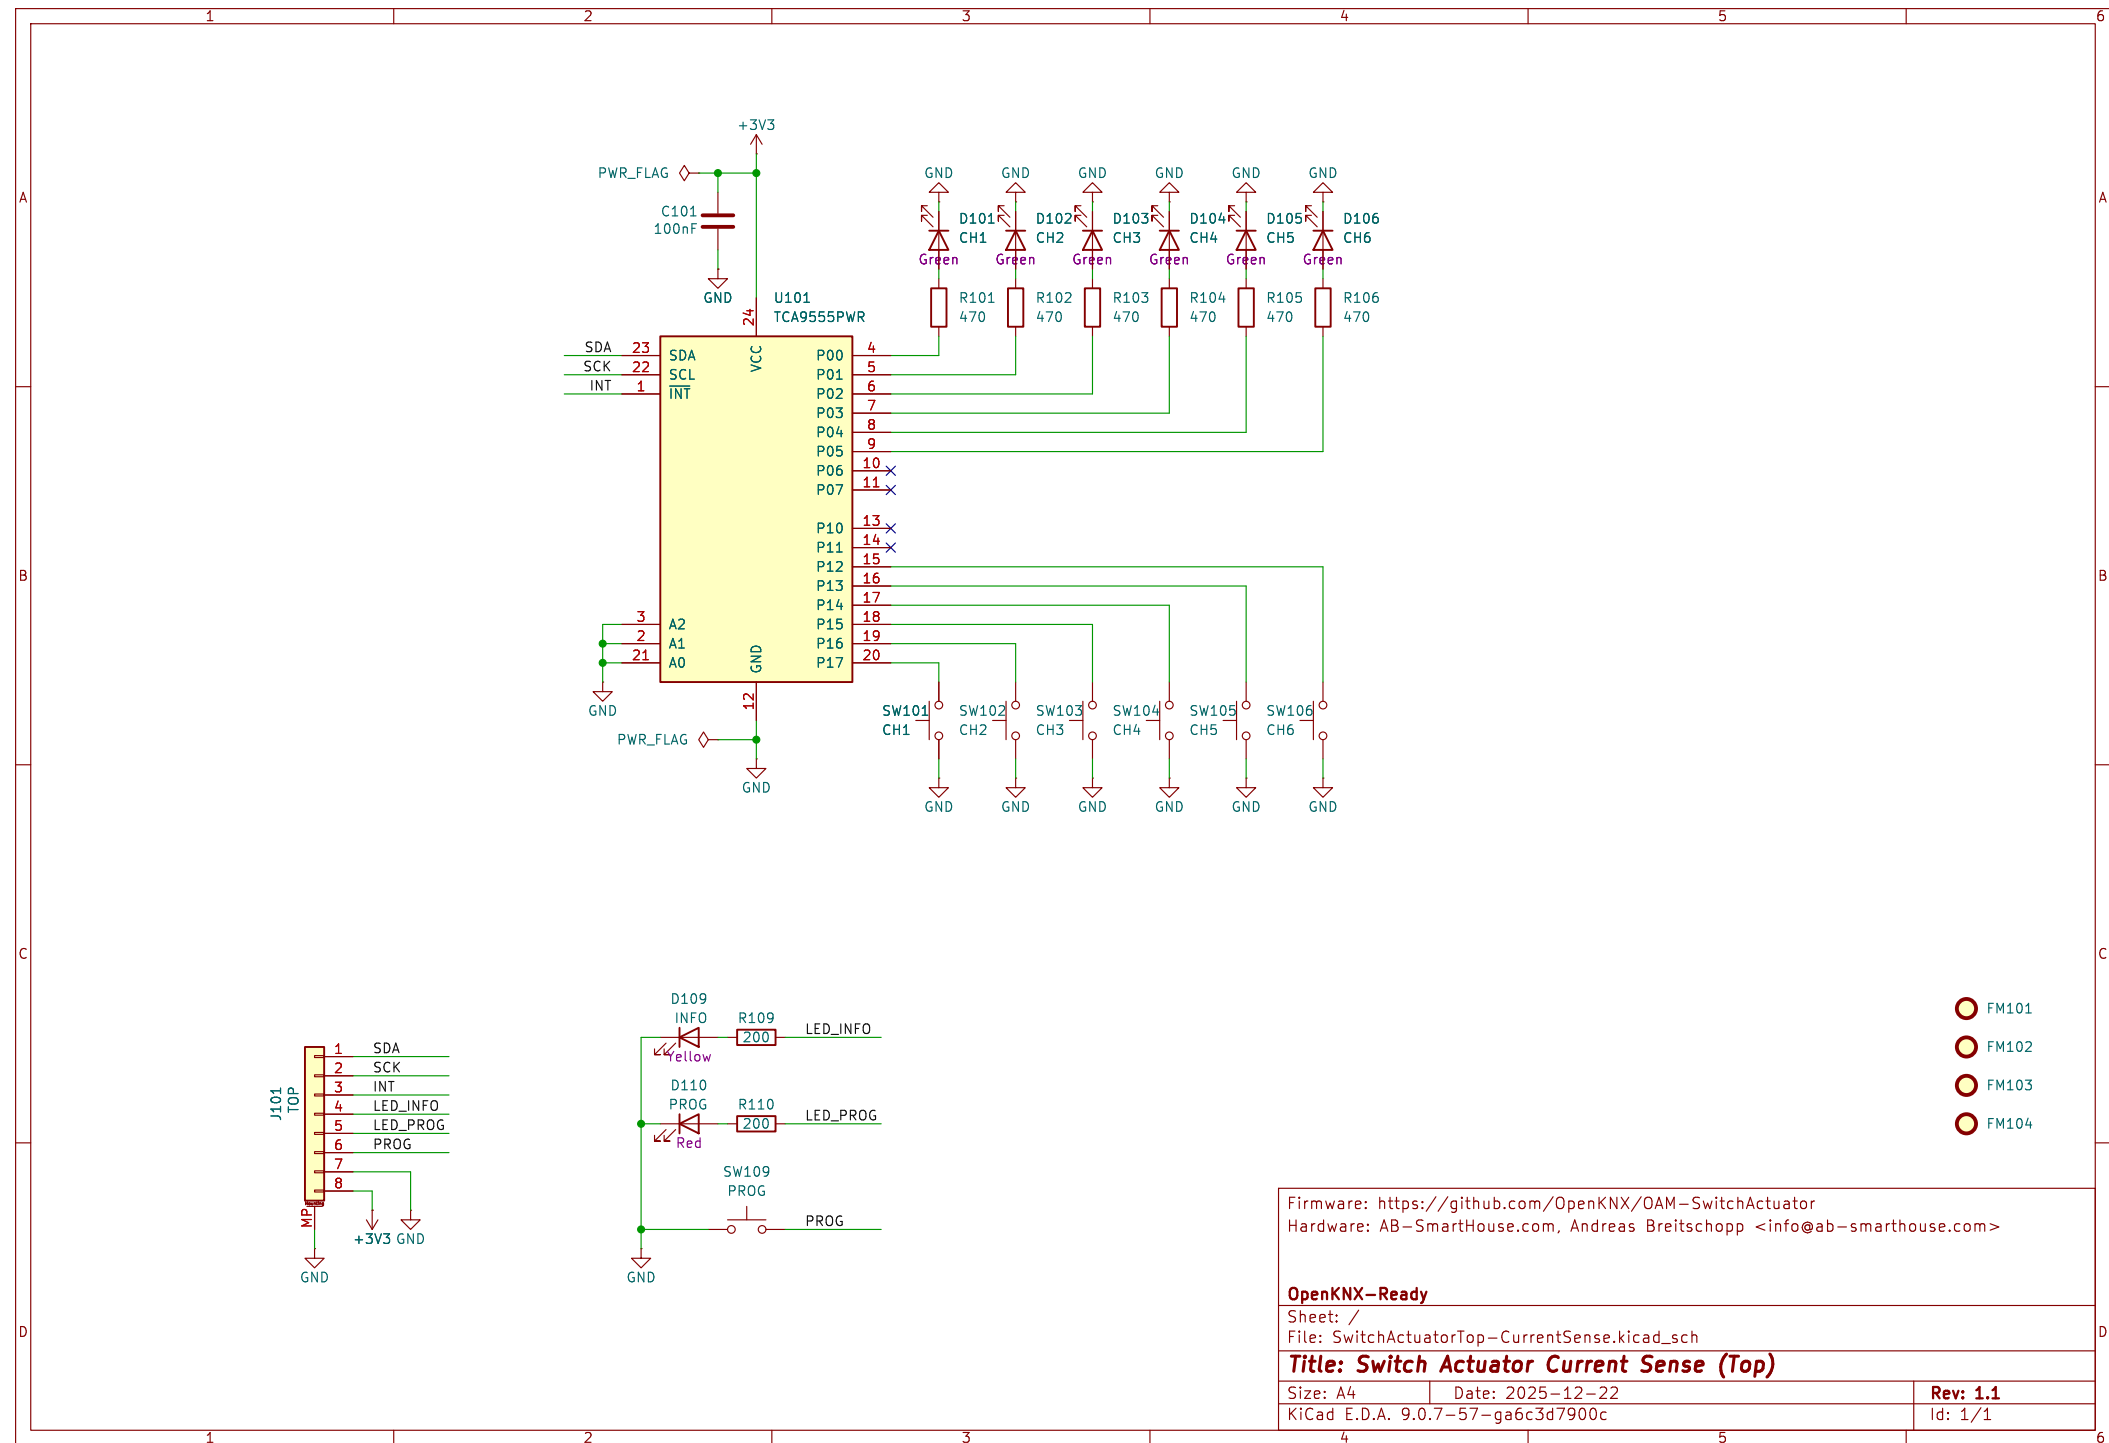 1 2 3 4 5 6
A A
B B
C C
D D
+3V3
PWR_FLAG
C101
100nF
GND
U101
TCA9555PWR
24
VCC
SDA 23 SDA
SCK 22 SCL
INT 1 INT
3 A2
2 A1
21 A0
GND
GND
12
PWR_FLAG
GND
P00 4
P01 5
P02 6
P03 7
P04 8
P05 9
P06 10
P07 11
P10 13
P11 14
P12 15
P13 16
P14 17
P15 18
P16 19
P17 20
GND GND GND GND GND GND
D101 D102 D103 D104 D105 D106
CH1 CH2 CH3 CH4 CH5 CH6
Green Green Green Green Green Green
R101 R102 R103 R104 R105 R106
470 470 470 470 470 470
SW101 SW102 SW103 SW104 SW105 SW106
CH1 CH2 CH3 CH4 CH5 CH6
GND GND GND GND GND GND
J101
TOP
1 SDA
2 SCK
3 INT
4 LED_INFO
5 LED_PROG
6 PROG
7
8
MP
+3V3 GND
GND
D109
INFO
Yellow
R109
200
LED_INFO
D110
PROG
Red
R110
200
LED_PROG
SW109
PROG
PROG
GND
FM101
FM102
FM103
FM104
Firmware: https://github.com/OpenKNX/OAM-SwitchActuator
Hardware: AB-SmartHouse.com, Andreas Breitschopp <info@ab-smarthouse.com>
OpenKNX-Ready
Sheet: /
File: SwitchActuatorTop-CurrentSense.kicad_sch
Title: Switch Actuator Current Sense (Top)
Size: A4 Date: 2025-12-22 Rev: 1.1
KiCad E.D.A. 9.0.7-57-ga6c3d7900c Id: 1/1
1 2 3 4 5 6